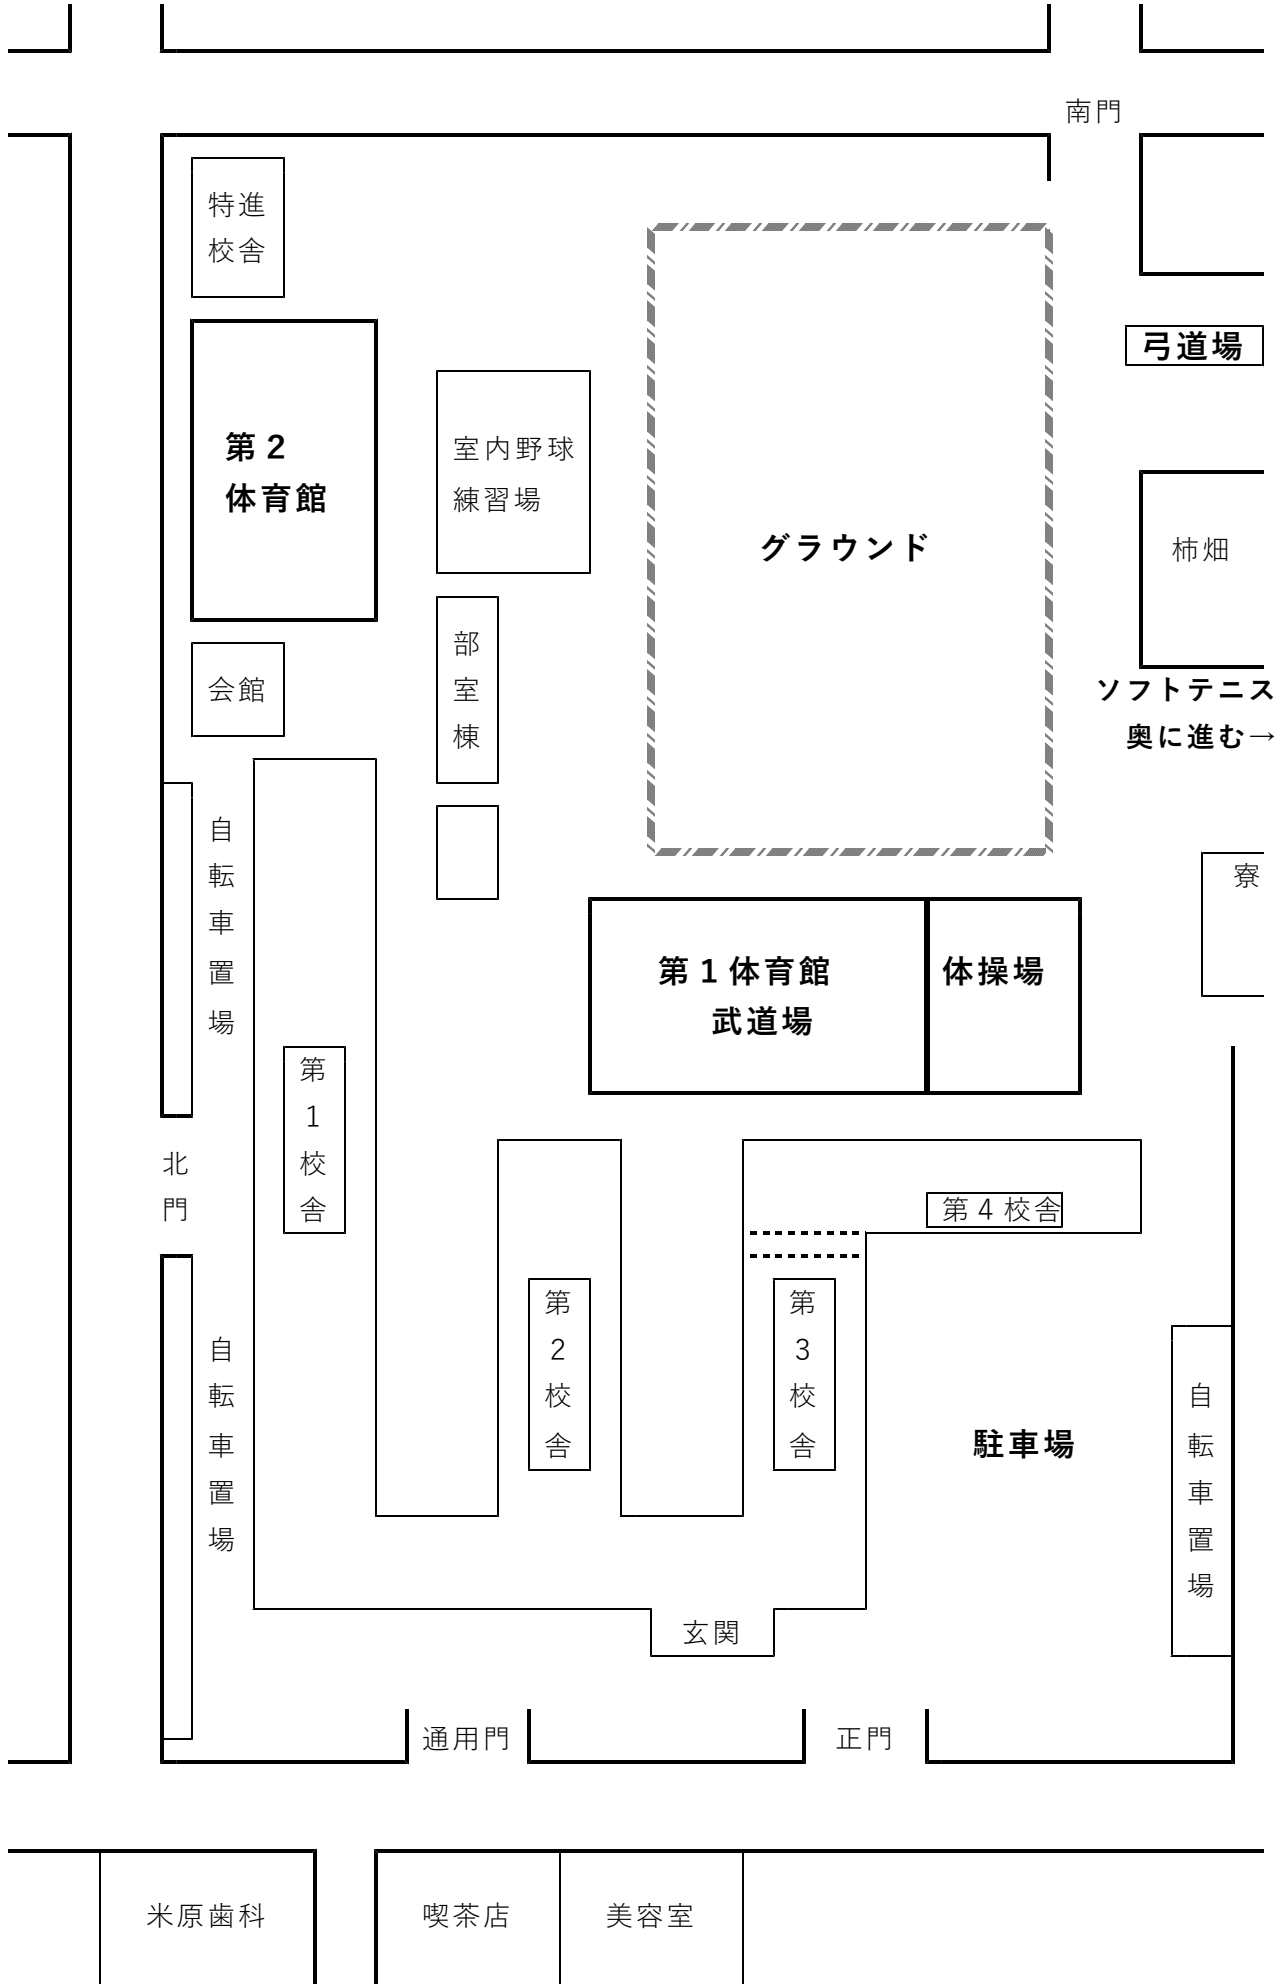 南門
特進
校舎
弓道場
第２
体育館
室内野球
練習場
グラウンド
柿畑
部室棟
会館
ソフトテニス
奥に進む→
自転車置場
寮
第１体育館
武道場
体操場
第１校舎
北門
第４校舎
第２校舎
第３校舎
自転車置場
駐車場
自転車置場
玄関
通用門
正門
米原歯科
喫茶店
美容室